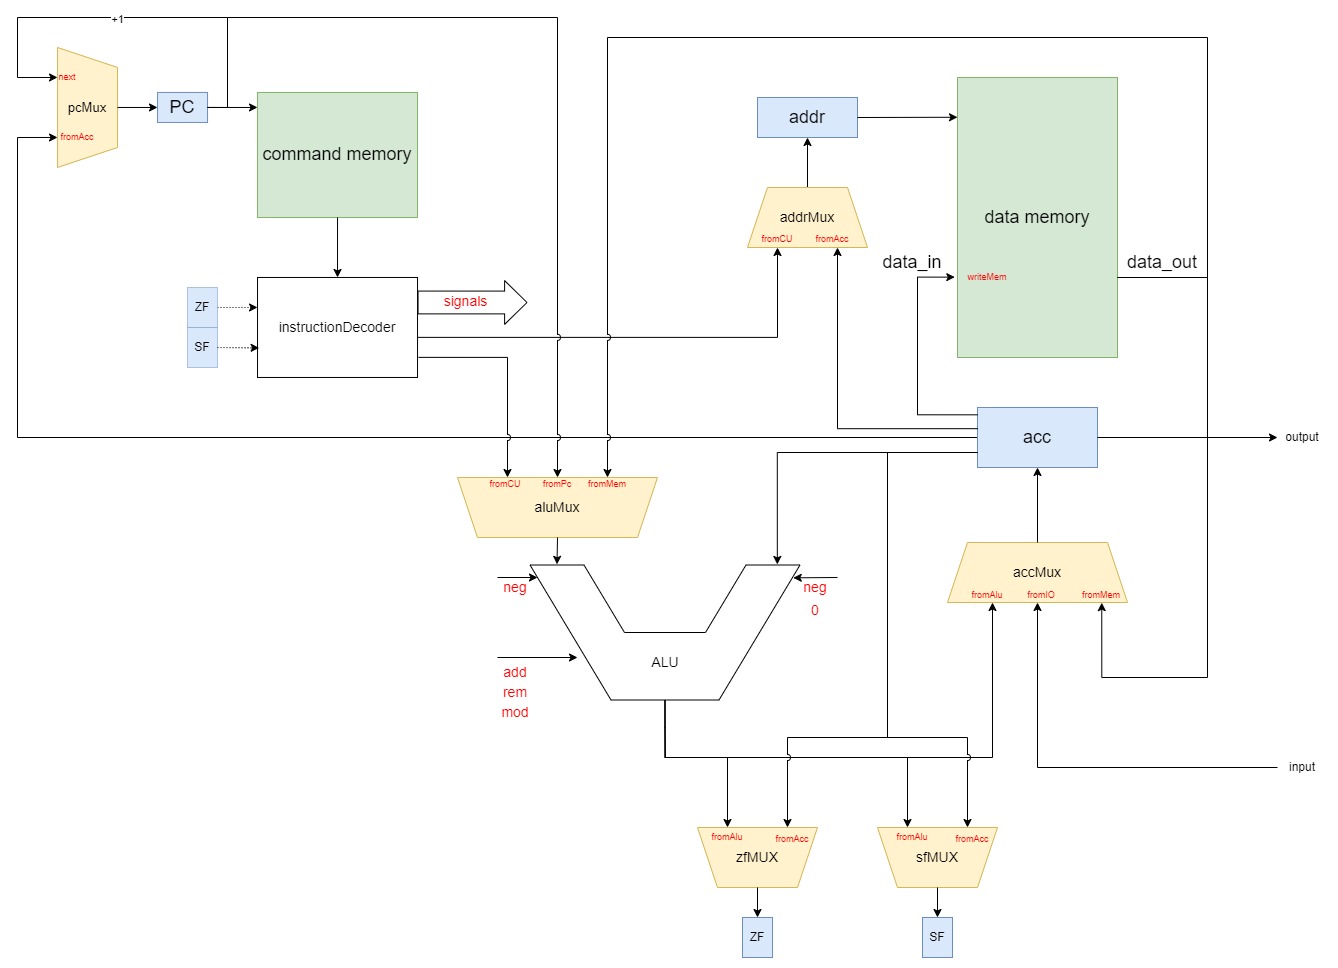 +1
next
pcMux
fromAcc
PC
command memory
addr
data memory
addrMux
fromCU
fromAcc
data_in
writeMem
data_out
ZF
SF
instructionDecoder
signals
acc
output
fromCU
fromPc
fromMem
aluMux
accMux
fromAlu
fromIO
fromMem
neg
neg
0
ALU
add
rem
mod
input
fromAlu
fromAcc
zfMUX
fromAlu
fromAcc
sfMUX
ZF
SF